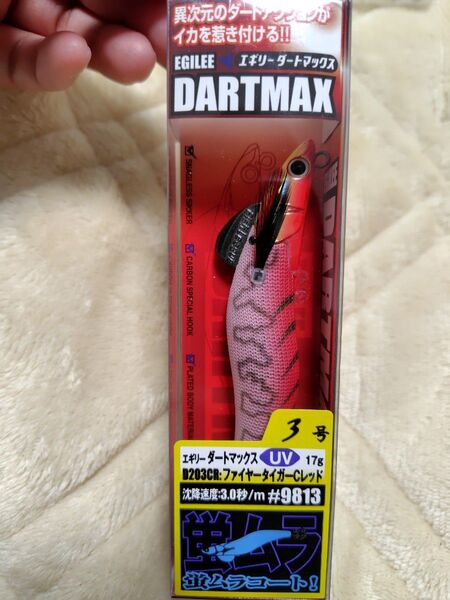 異次元のダートアクションが
イカを惹き付ける!!!
EGILEE エギリーダートマックス
DARTMAX
SNAGLESS SINKER
CARBON SPECIAL HOOK
PLATED BODY MATERIAL
3号
エギリー ダートマックス UV 17g
D203CR:ファイヤータイガーCレッド
沈降速度:3.0秒/m #9813
蛍ムラ
蛍ムラコート!